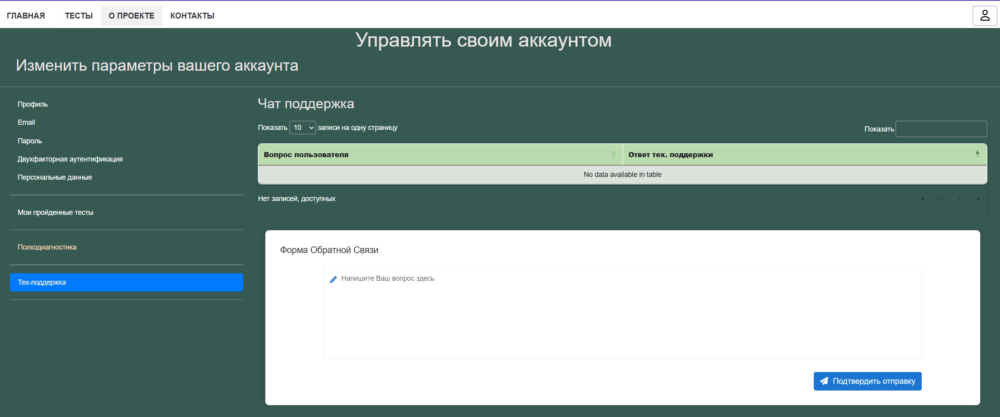 ГЛАВНАЯ ТЕСТЫ О ПРОЕКТЕ КОНТАКТЫ
Управлять своим аккаунтом
Изменить параметры вашего аккаунта
Профиль
Email
Пароль
Двухфакторная аутентификация
Персональные данные
Мои пройденные тесты
Психодиагностика
Тех-поддержка
Чат поддержка
Показать 10 записи на одну страницу
Показать
Вопрос пользователя Ответ тех. поддержки
No data available in table
Нет записей, доступных
« ‹ › »
Форма Обратной Связи
Напишите Ваш вопрос здесь
Подтвердить отправку